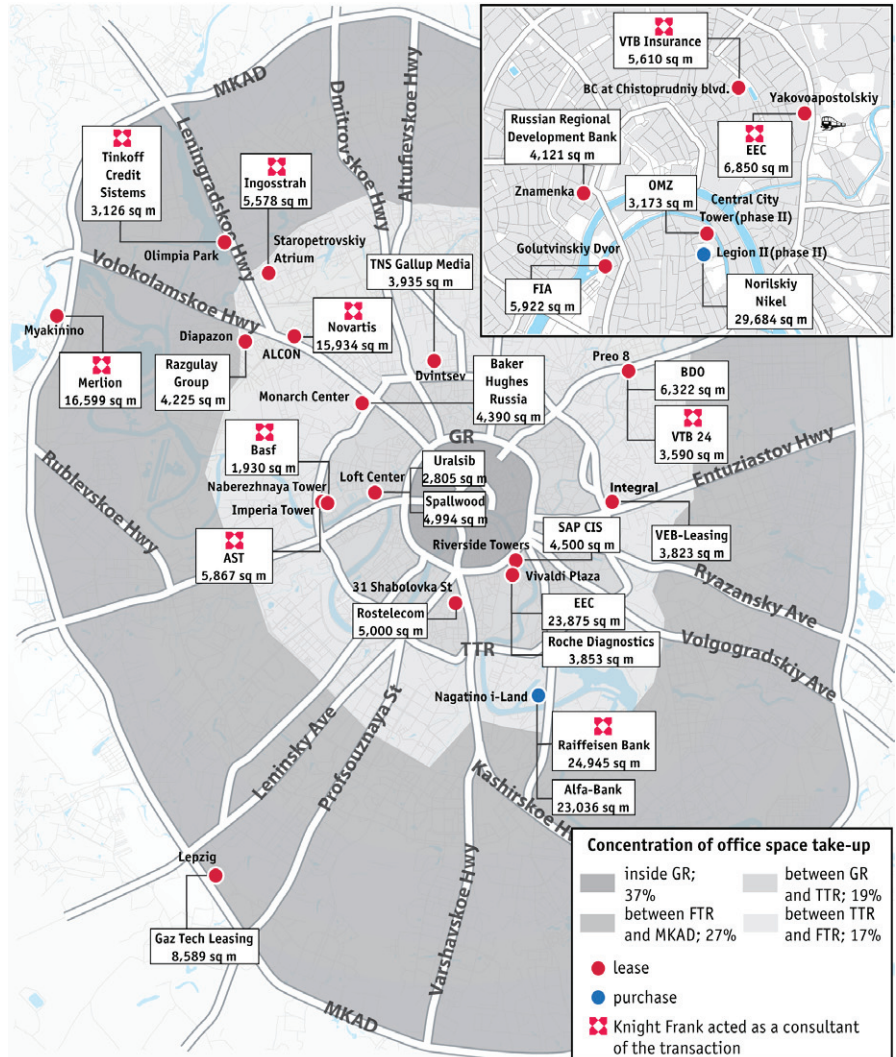 MKAD
Leningradskoe Hwy
Dmitrovskoe Hwy
Altufievskoe Hwy
Tinkoff
Credit
Sistems
3,126 sq m
Olimpia Park
Ingosstrah
5,578 sq m
Staropetrovskiy
Atrium
Volokolamskoe Hwy
TNS Gallup Media
3,935 sq m
Dvintsev
Myakinino
Merlion
16,599 sq m
Diapazon
Razgulay
Group
4,225 sq m
ALCON
Novartis
15,934 sq m
Monarch Center
Baker
Hughes
Russia
4,390 sq m
VTB Insurance
5,610 sq m
BC at Chistoprudniy blvd.
Yakovoapostolskiy
EEC
6,850 sq m
Russian Regional
Development Bank
4,121 sq m
Znamenka
OMZ
3,173 sq m
Central City
Tower(phase II)
Golutvinskiy Dvor
FIA
5,922 sq m
Legion II(phase II)
Norilskiy
Nikel
29,684 sq m
Preo 8
BDO
6,322 sq m
VTB 24
3,590 sq m
Rublevskoe Hwy
Basf
1,930 sq m
Naberezhnaya Tower
Imperia Tower
AST
5,867 sq m
GR
Loft Center
Uralsib
2,805 sq m
Spallwood
4,994 sq m
Entuziastov Hwy
Integral
VEB-Leasing
3,823 sq m
SAP CIS
4,500 sq m
Riverside Towers
Vivaldi Plaza
EEC
23,875 sq m
Roche Diagnostics
3,853 sq m
Ryazansky Ave
Volgogradskiy Ave
31 Shabolovka St
Rostelecom
5,000 sq m
TTR
Nagatino i-Land
Raiffeisen Bank
24,945 sq m
Alfa-Bank
23,036 sq m
Leninsky Ave
Profsouznaya St
Kashirskoe H
Varshavskoe Hwy
Lepzig
Gaz Tech Leasing
8,589 sq m
MKAD
Concentration of office space take-up
inside GR;
37%
between GR
and TTR; 19%
between FTR
and MKAD; 27%
between TTR
and FTR; 17%
lease
purchase
Knight Frank acted as a consultant
of the transaction